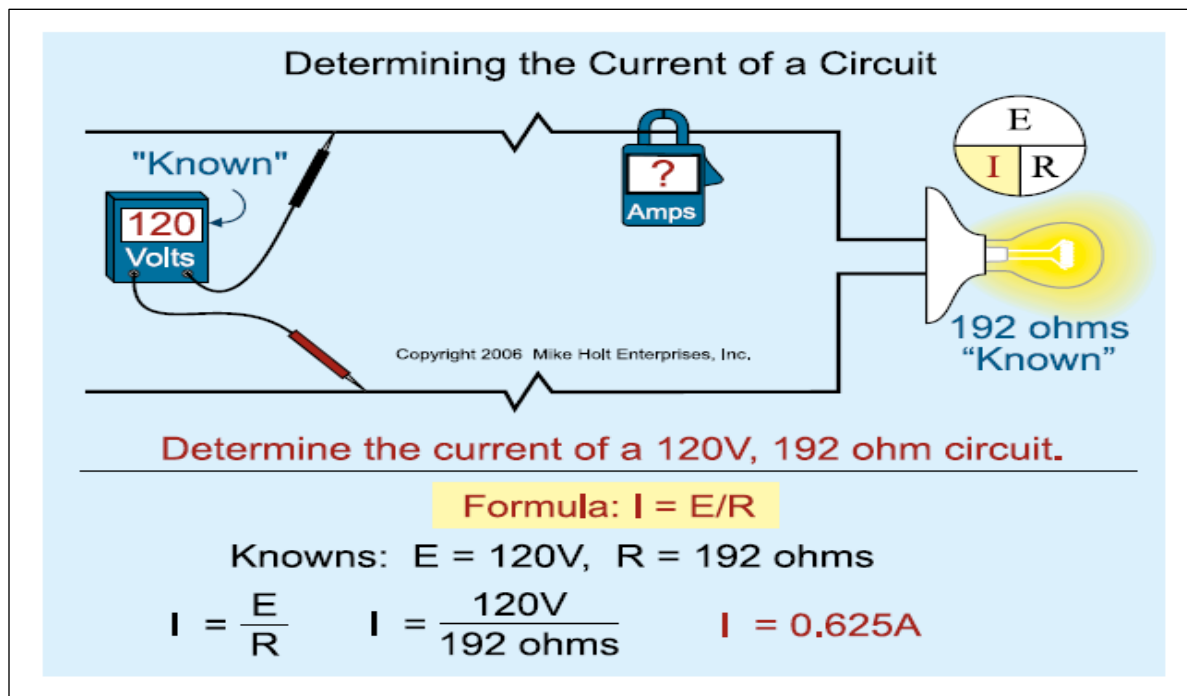 Determining the Current of a Circuit
"Known"
120
Volts
?
Amps
E
I R
192 ohms
“Known”
Copyright 2006 Mike Holt Enterprises, Inc.
Determine the current of a 120V, 192 ohm circuit.
Formula: I = E/R
Knowns: E = 120V, R = 192 ohms
I = E/R I = 120V/192 ohms I = 0.625A